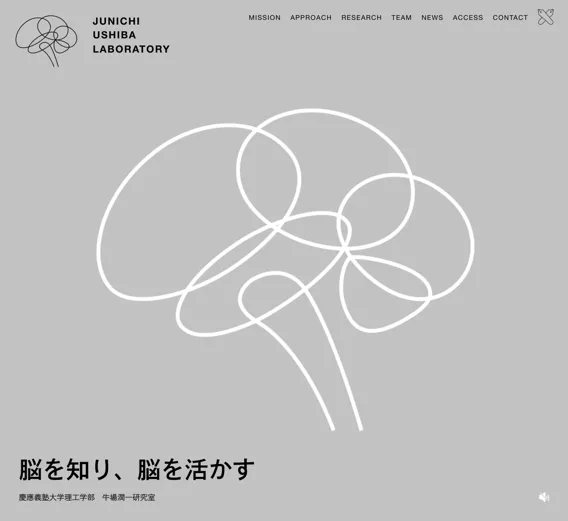 JUNICHI
USHIBA
LABORATORY
MISSION APPROACH RESEARCH TEAM NEWS ACCESS CONTACT
脳を知り、脳を活かす
慶應義塾大学理工学部 牛場潤一研究室